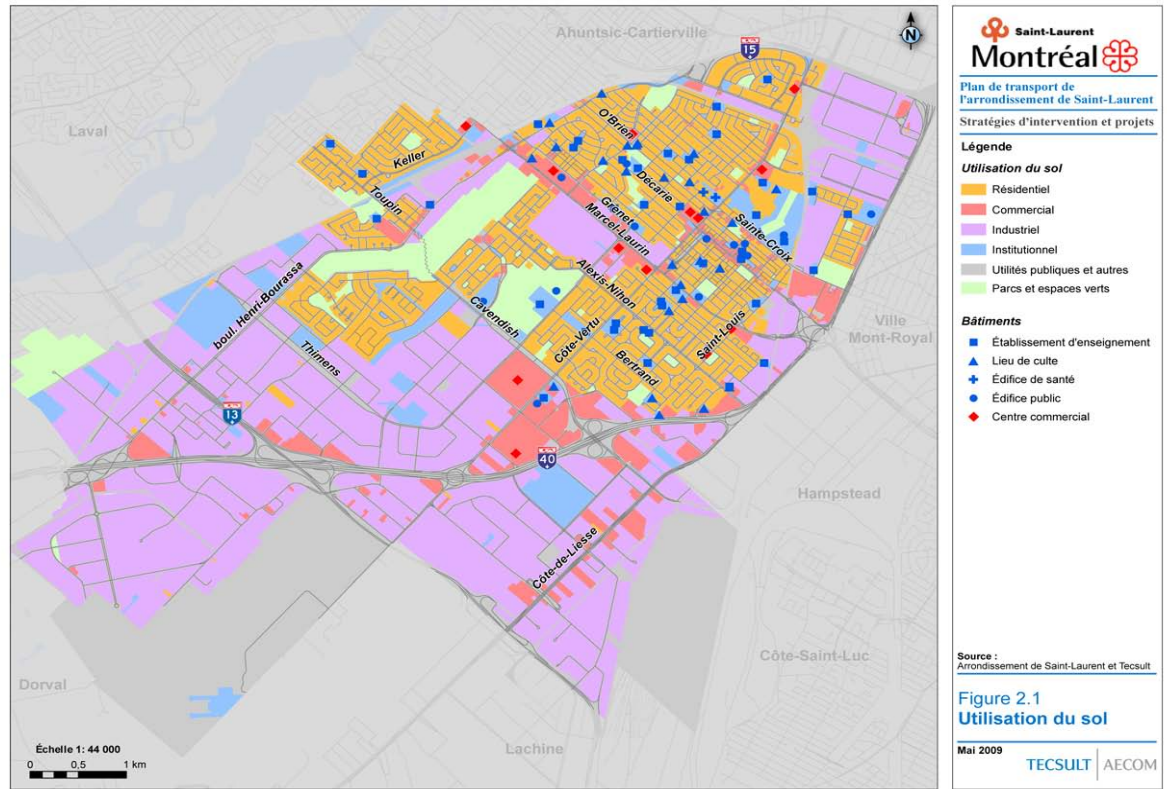 Ahuntsic-Cartierville
N
15
Laval
O'Brien
Keller
Décarie
Toupin
Grenet
Marcel-Laurin
Sainte-Croix
Alexis-Nihon
boul. Henri-Bourassa
Cavendish
Ville
Mont-Royal
Côte-Vertu
Saint-Louis
Thimens
Bertrand
13
40
Hampstead
Côte-de-Liesse
Côte-Saint-Luc
Dorval
Lachine
Échelle 1: 44 000
0 0,5 1 km
Saint-Laurent
Montréal
Plan de transport de
l'arrondissement de Saint-Laurent
Stratégies d'intervention et projets
Légende
Utilisation du sol
Résidentiel
Commercial
Industriel
Institutionnel
Utilités publiques et autres
Parcs et espaces verts
Bâtiments
Établissement d'enseignement
Lieu de culte
Édifice de santé
Édifice public
Centre commercial
Source :
Arrondissement de Saint-Laurent et Tecsult
Figure 2.1
Utilisation du sol
Mai 2009
TECSULT AECOM